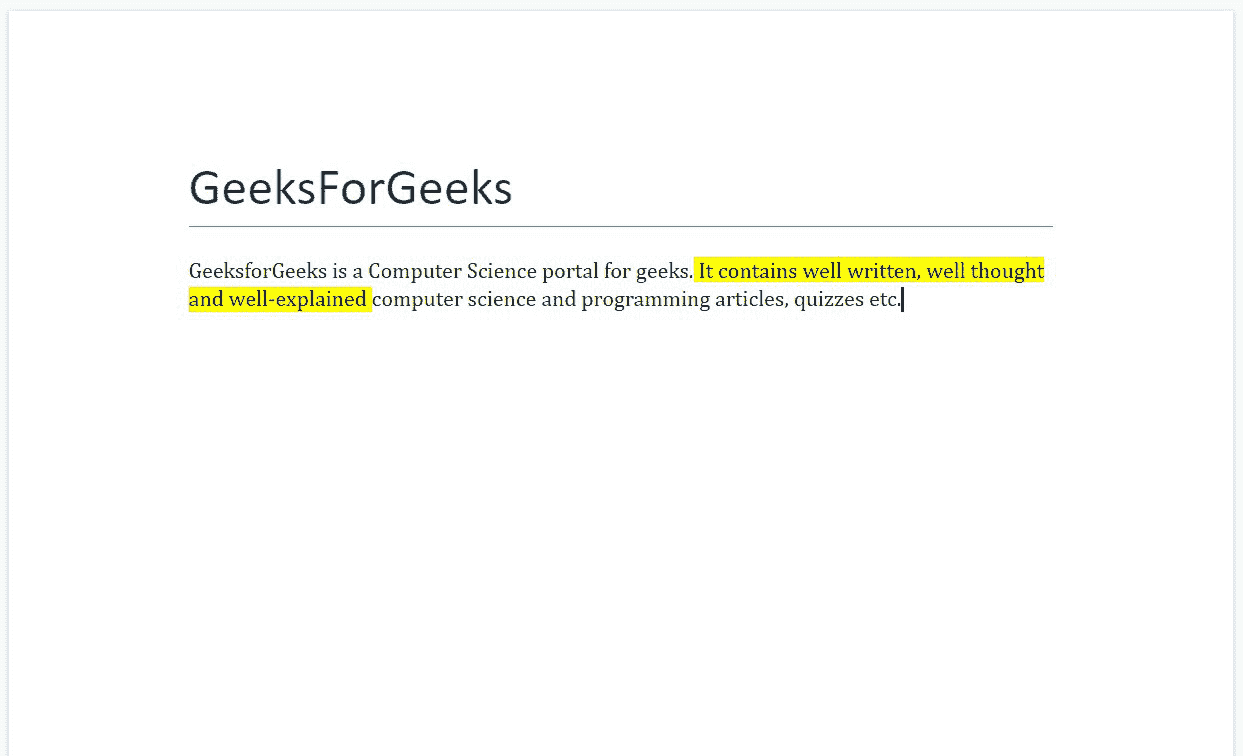 GeeksForGeeks
GeeksforGeeks is a Computer Science portal for geeks. It contains well written, well thought
and well-explained computer science and programming articles, quizzes etc.